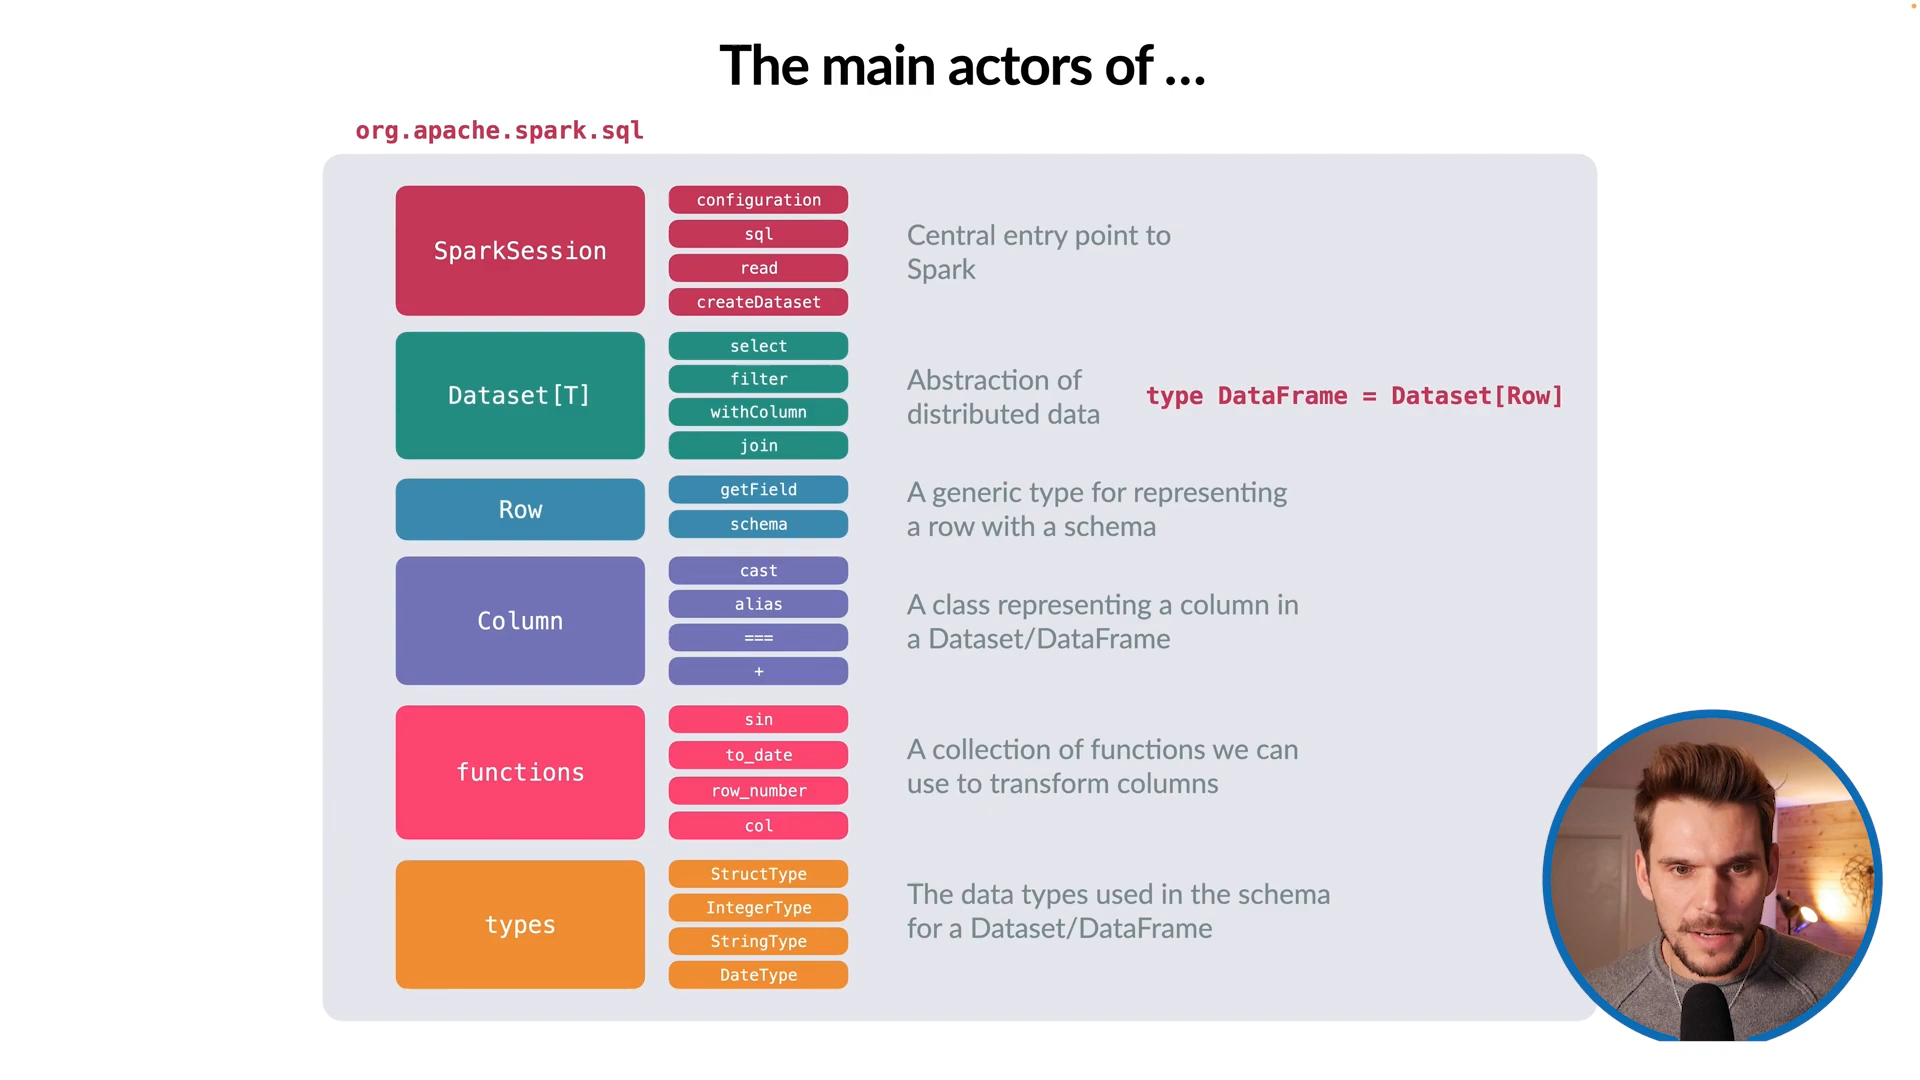 The main actors of ...
org.apache.spark.sql
SparkSession
configuration
sql
read
createDataset
Central entry point to
Spark
Dataset[T]
select
filter
withColumn
join
Abstraction of
distributed data
type DataFrame = Dataset[Row]
Row
getField
schema
A generic type for representing
a row with a schema
Column
cast
alias
===
+
A class representing a column in
a Dataset/DataFrame
functions
sin
to_date
row_number
col
A collection of functions we can
use to transform columns
types
StructType
IntegerType
StringType
DateType
The data types used in the schema
for a Dataset/DataFrame